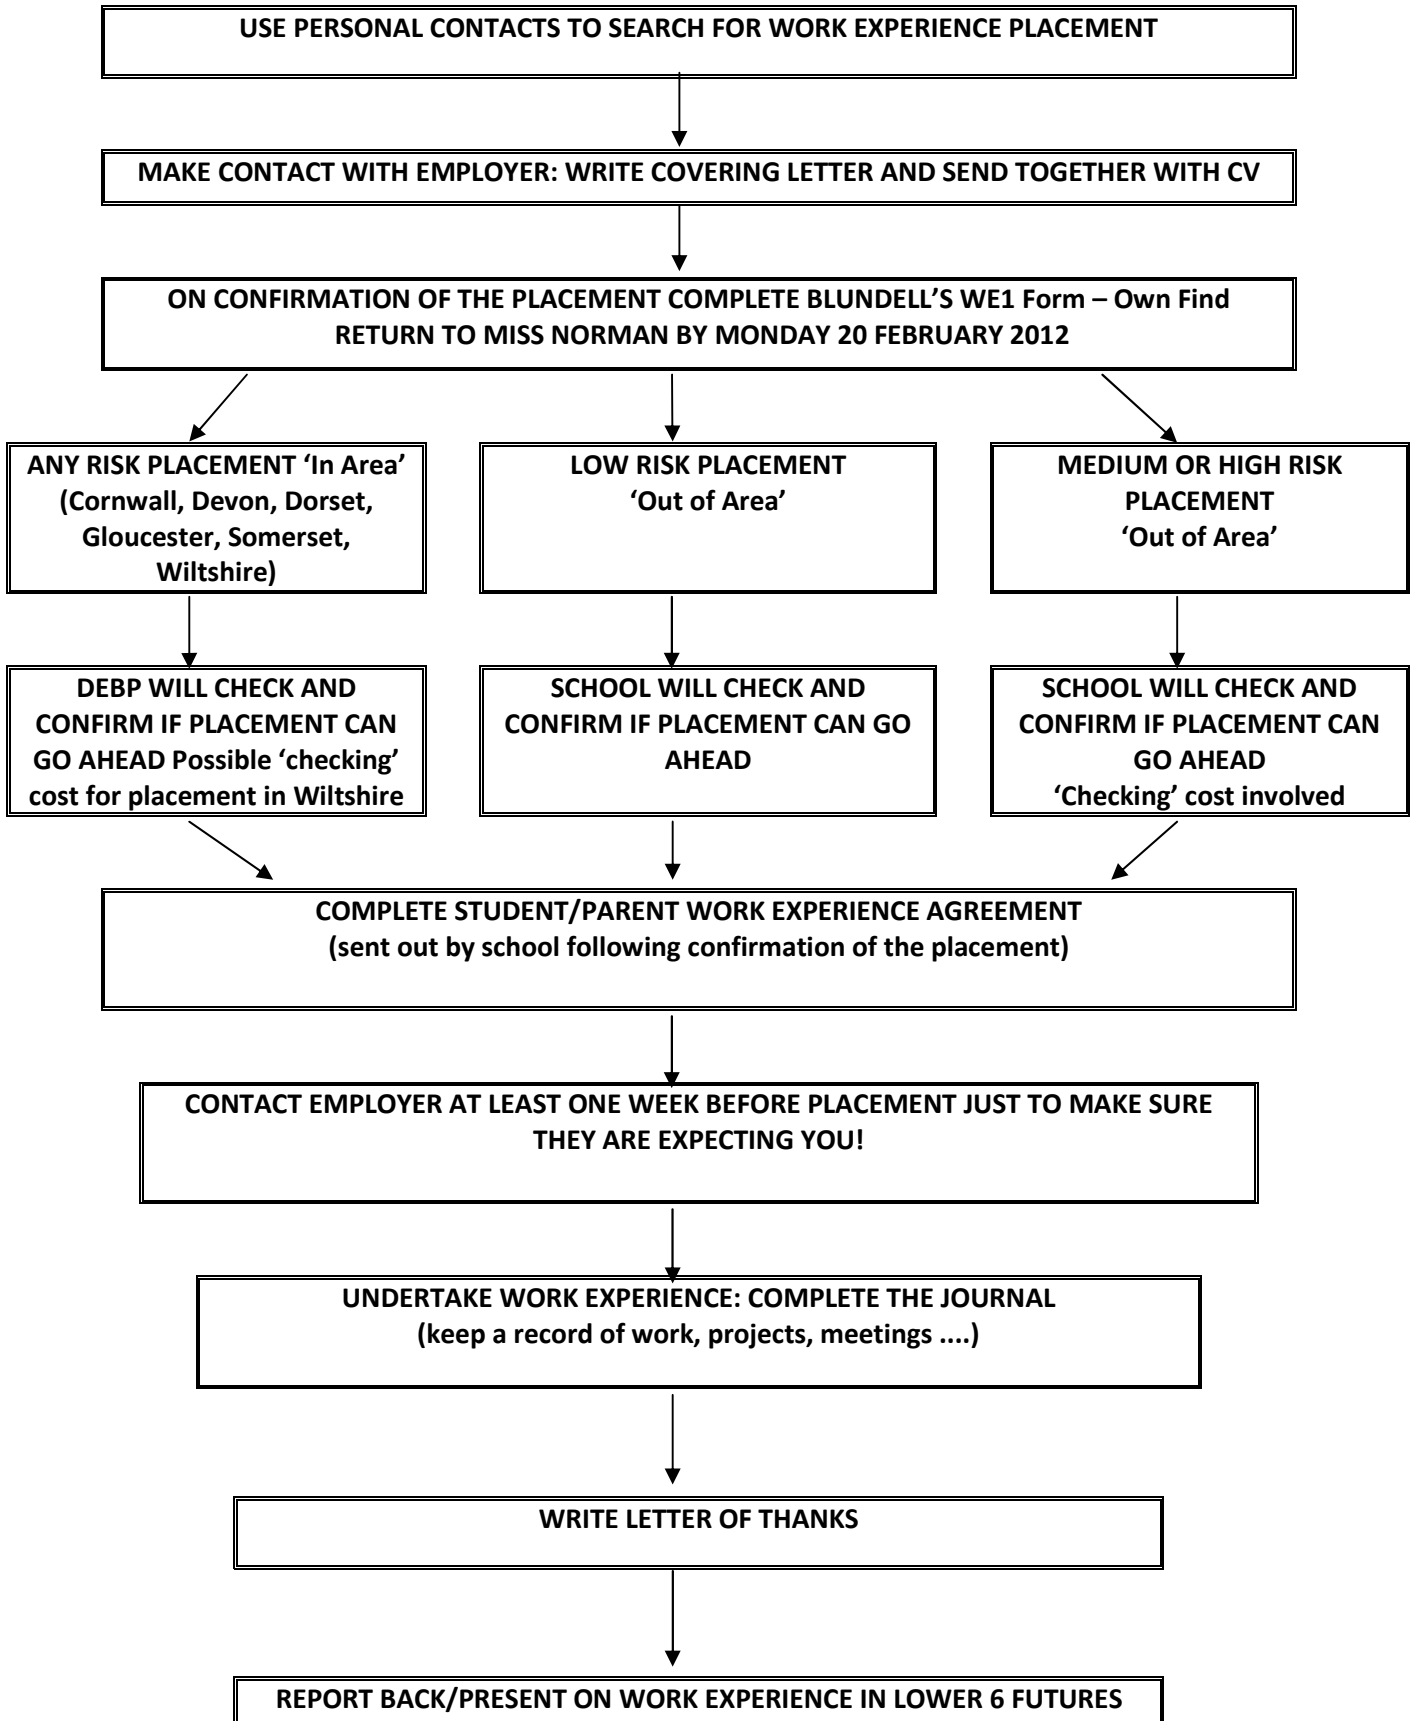 USE PERSONAL CONTACTS TO SEARCH FOR WORK EXPERIENCE PLACEMENT
MAKE CONTACT WITH EMPLOYER: WRITE COVERING LETTER AND SEND TOGETHER WITH CV
ON CONFIRMATION OF THE PLACEMENT COMPLETE BLUNDELL’S WE1 Form – Own Find
RETURN TO MISS NORMAN BY MONDAY 20 FEBRUARY 2012
ANY RISK PLACEMENT ‘In Area’
(Cornwall, Devon, Dorset,
Gloucester, Somerset,
Wiltshire)
LOW RISK PLACEMENT
‘Out of Area’
MEDIUM OR HIGH RISK
PLACEMENT
‘Out of Area’
DEBP WILL CHECK AND
CONFIRM IF PLACEMENT CAN
GO AHEAD Possible ‘checking’
cost for placement in Wiltshire
SCHOOL WILL CHECK AND
CONFIRM IF PLACEMENT CAN GO
AHEAD
SCHOOL WILL CHECK AND
CONFIRM IF PLACEMENT CAN
GO AHEAD
‘Checking’ cost involved
COMPLETE STUDENT/PARENT WORK EXPERIENCE AGREEMENT
(sent out by school following confirmation of the placement)
CONTACT EMPLOYER AT LEAST ONE WEEK BEFORE PLACEMENT JUST TO MAKE SURE
THEY ARE EXPECTING YOU!
UNDERTAKE WORK EXPERIENCE: COMPLETE THE JOURNAL
(keep a record of work, projects, meetings ....)
WRITE LETTER OF THANKS
REPORT BACK/PRESENT ON WORK EXPERIENCE IN LOWER 6 FUTURES